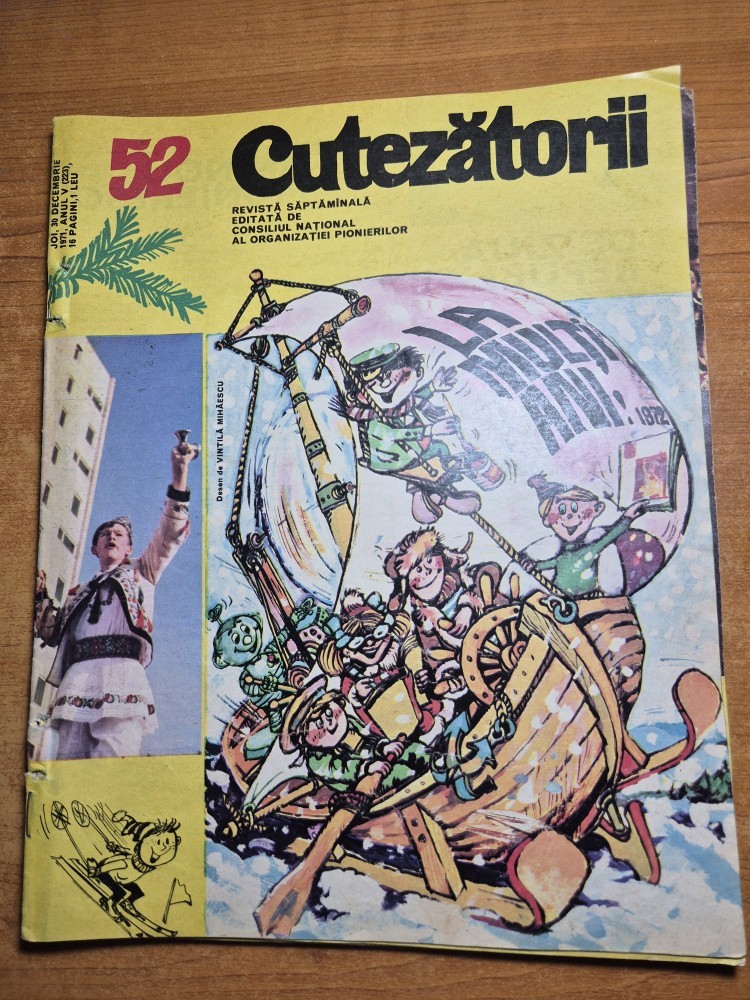 52
Cutezătorii
JOI, 30 DECEMBRIE
1971, ANUL V (223),
16 PAGINI, 1 LEU
REVISTĂ SĂPTĂMÎNALĂ
EDITATĂ DE
CONSILIUL NAȚIONAL
AL ORGANIZAȚIEI PIONIERILOR
LA
MULȚI
ANI! 1972
Desen de VINTILĂ MIHĂESCU